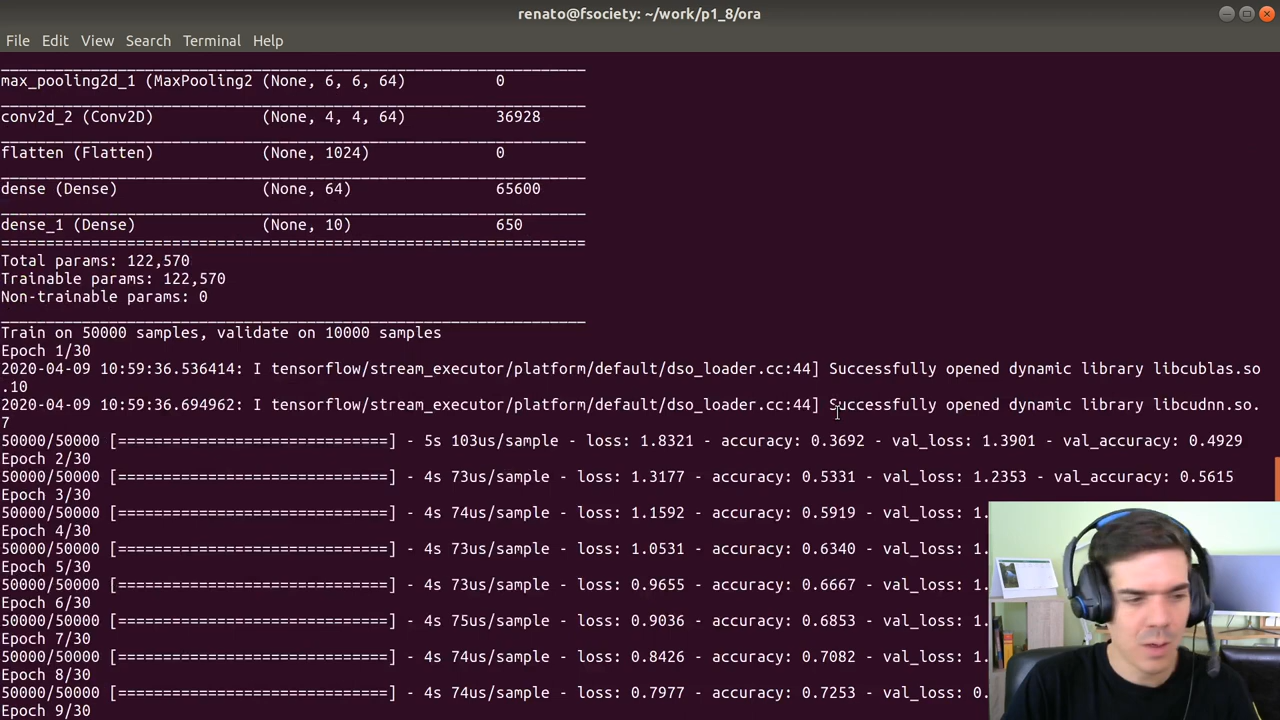 renato@fsociety: ~/work/p1_8/ora
File Edit View Search Terminal Help
max_pooling2d_1 (MaxPooling2 (None, 6, 6, 64) 0
conv2d_2 (Conv2D) (None, 4, 4, 64) 36928
flatten (Flatten) (None, 1024) 0
dense (Dense) (None, 64) 65600
dense_1 (Dense) (None, 10) 650
=================================================================
Total params: 122,570
Trainable params: 122,570
Non-trainable params: 0
Train on 50000 samples, validate on 10000 samples
Epoch 1/30
2020-04-09 10:59:36.536414: I tensorflow/stream_executor/platform/default/dso_loader.cc:44] Successfully opened dynamic library libcublas.so
.10
2020-04-09 10:59:36.694962: I tensorflow/stream_executor/platform/default/dso_loader.cc:44] Successfully opened dynamic library libcudnn.so.
7
50000/50000 [==============================] - 5s 103us/sample - loss: 1.8321 - accuracy: 0.3692 - val_loss: 1.3901 - val_accuracy: 0.4929
Epoch 2/30
50000/50000 [==============================] - 4s 73us/sample - loss: 1.3177 - accuracy: 0.5331 - val_loss: 1.2353 - val_accuracy: 0.5615
Epoch 3/30
50000/50000 [==============================] - 4s 74us/sample - loss: 1.1592 - accuracy: 0.5919 - val_loss: 1.
Epoch 4/30
50000/50000 [==============================] - 4s 73us/sample - loss: 1.0531 - accuracy: 0.6340 - val_loss: 1.
Epoch 5/30
50000/50000 [==============================] - 4s 73us/sample - loss: 0.9655 - accuracy: 0.6667 - val_loss: 1.
Epoch 6/30
50000/50000 [==============================] - 4s 75us/sample - loss: 0.9036 - accuracy: 0.6853 - val_loss: 1.
Epoch 7/30
50000/50000 [==============================] - 4s 74us/sample - loss: 0.8426 - accuracy: 0.7082 - val_loss: 1.
Epoch 8/30
50000/50000 [==============================] - 4s 74us/sample - loss: 0.7977 - accuracy: 0.7253 - val_loss: 0.
Epoch 9/30